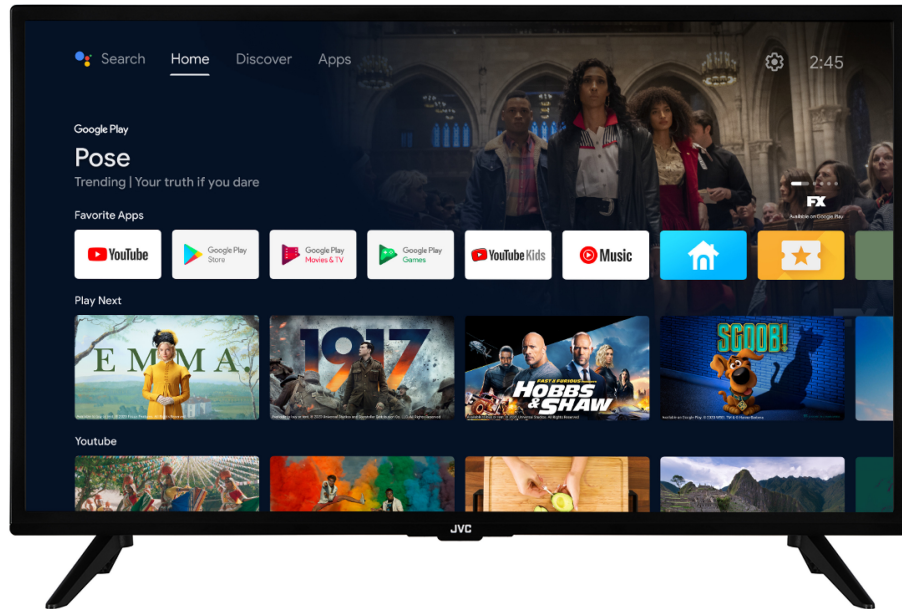 Search Home Discover Apps 2:45
Google Play
Pose
Trending | Your truth if you dare
FX
Available on Google Play
Favorite Apps
YouTube
Google Play
Store
Google Play
Movies & TV
Google Play
Games
YouTube Kids
Music
Play Next
EMMA.
1917
FAST & FURIOUS
HOBBS
& SHAW
SCOOB!
Youtube
JVC